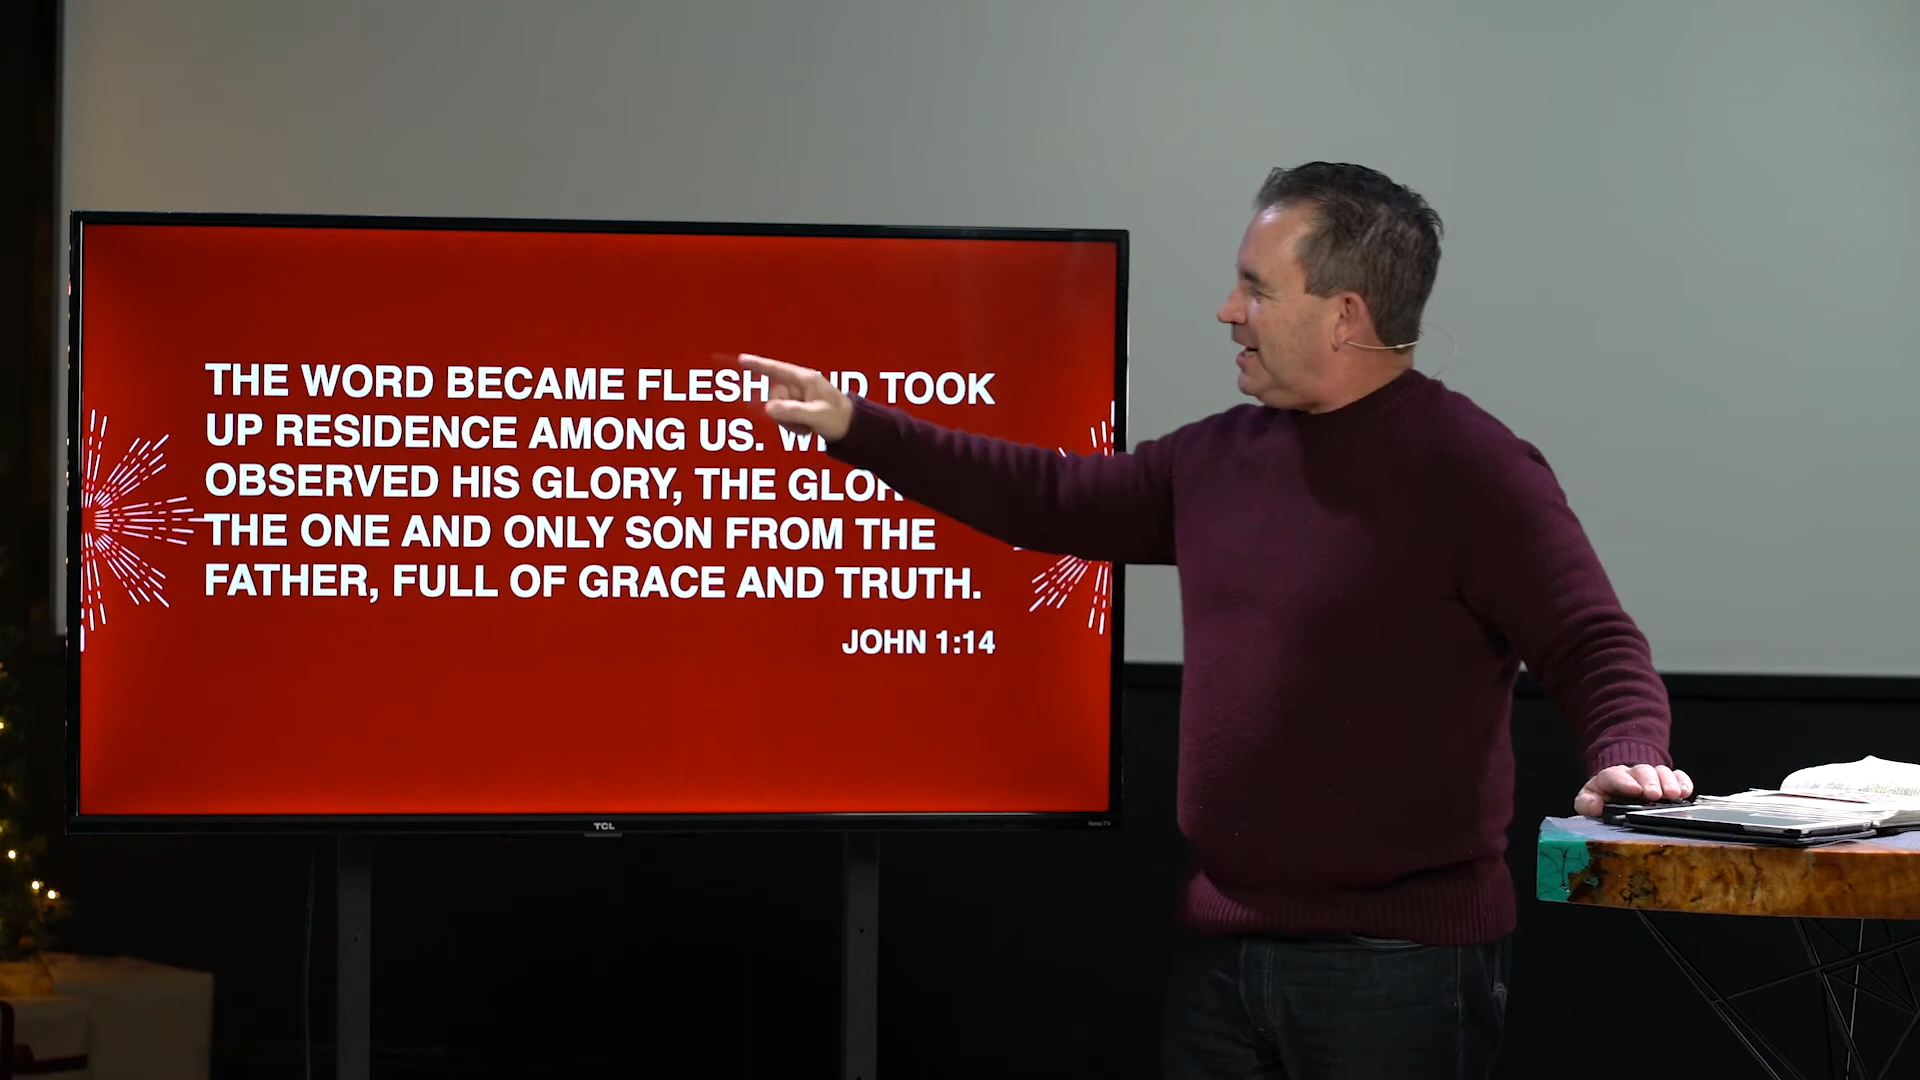 THE WORD BECAME FLESH TOOK
UP RESIDENCE AMONG US.
OBSERVED HIS GLORY, THE
THE ONE AND ONLY SON FROM THE
FATHER, FULL OF GRACE AND TRUTH.
JOHN 1:14
TCL